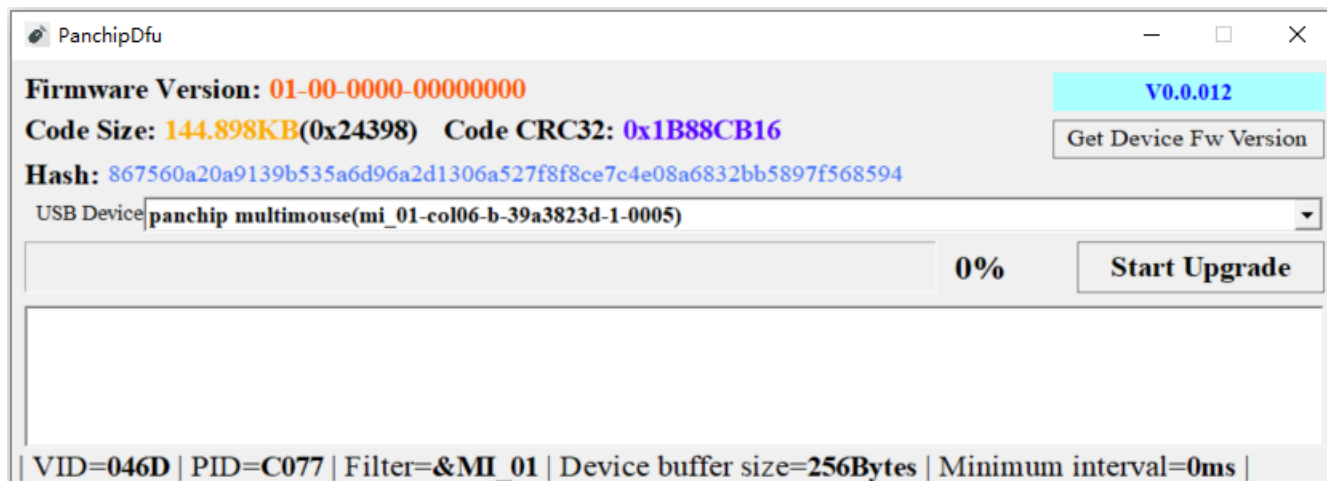 PanchipDfu
Firmware Version: 01-00-0000-00000000
V0.0.012
Code Size: 144.898KB(0x24398) Code CRC32: 0x1B88CB16
Get Device Fw Version
Hash: 867560a20a9139b535a6d96a2d1306a527f8f8ce7c4e08a6832bb5897f568594
USB Device panchip multimouse(mi_01-col06-b-39a3823d-1-0005)
0%
Start Upgrade
| VID=046D | PID=C077 | Filter=&MI_01 | Device buffer size=256Bytes | Minimum interval=0ms |